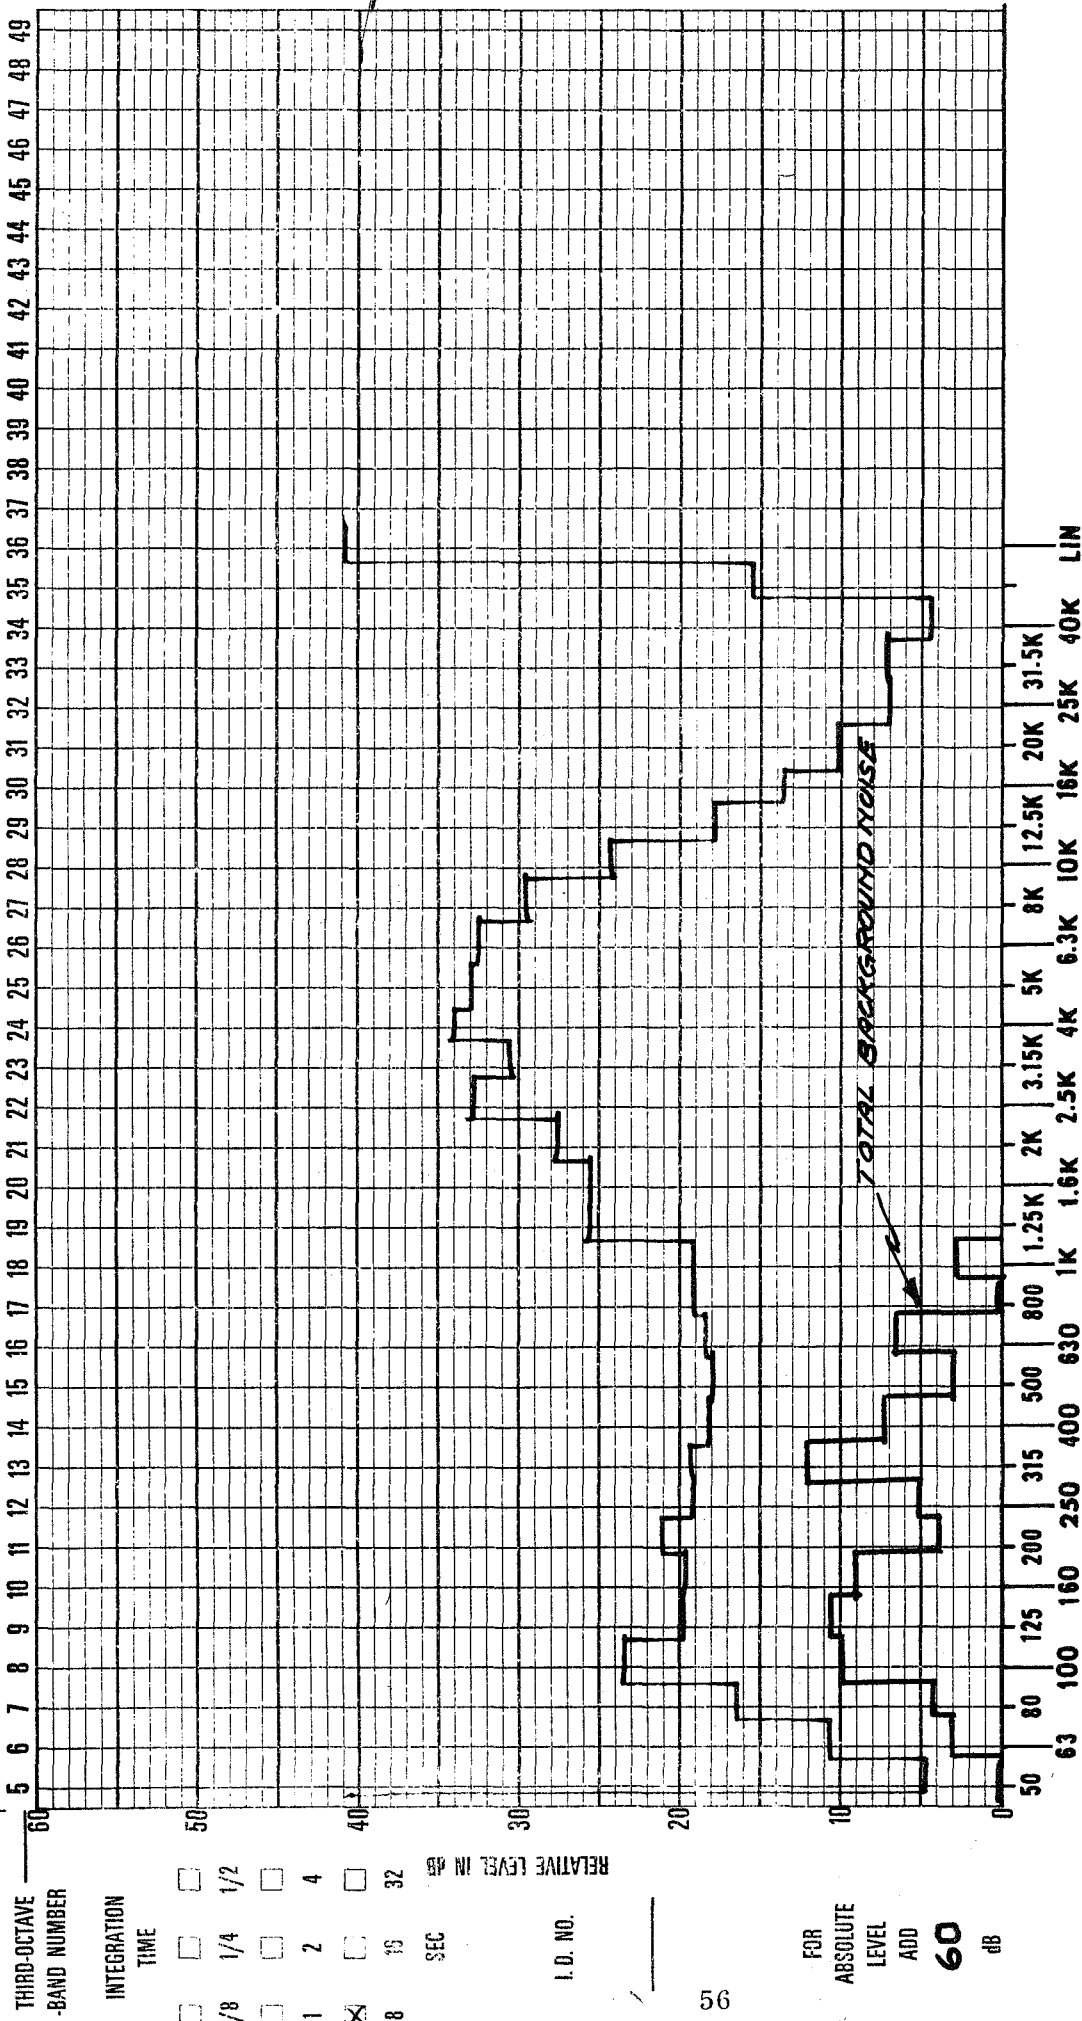 THIRD-OCTAVE
-BAND NUMBER
5 6 7 8 9 10 11 12 13 14 15 16 17 18 19 20 21 22 23 24 25 26 27 28 29 30 31 32 33 34 35 36 37 38 39 40 41 42 43 44 45 46 47 48 49
INTEGRATION
TIME
/8 1/4 1/2
1 2 4
8 16 32
SEC
RELATIVE LEVEL IN dB
60
50
40
30
20
10
0
I.D. NO.
FOR
ABSOLUTE
LEVEL
ADD
60
dB
TOTAL BACKGROUND NOISE
50 80 125 200 315 500 800 1.25K 2K 3.15K 5K 8K 12.5K 20K 31.5K
63 100 160 250 400 630 1K 1.6K 2.5K 4K 6.3K 10K 16K 25K 40K LIN
56